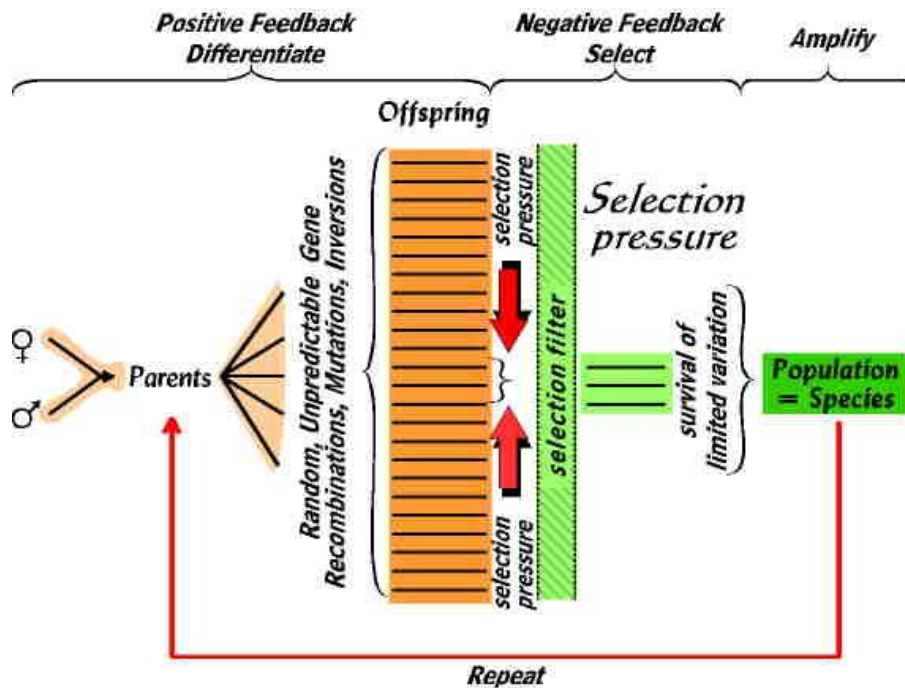 Positive Feedback
Differentiate
Negative Feedback
Select
Amplify
Offspring
Random, Unpredictable Gene
Recombinations, Mutations, Inversions
selection
pressure
selection filter
Selection
pressure
♀
♂
Parents
survival of
limited variation
Population
= Species
selection
pressure
Repeat